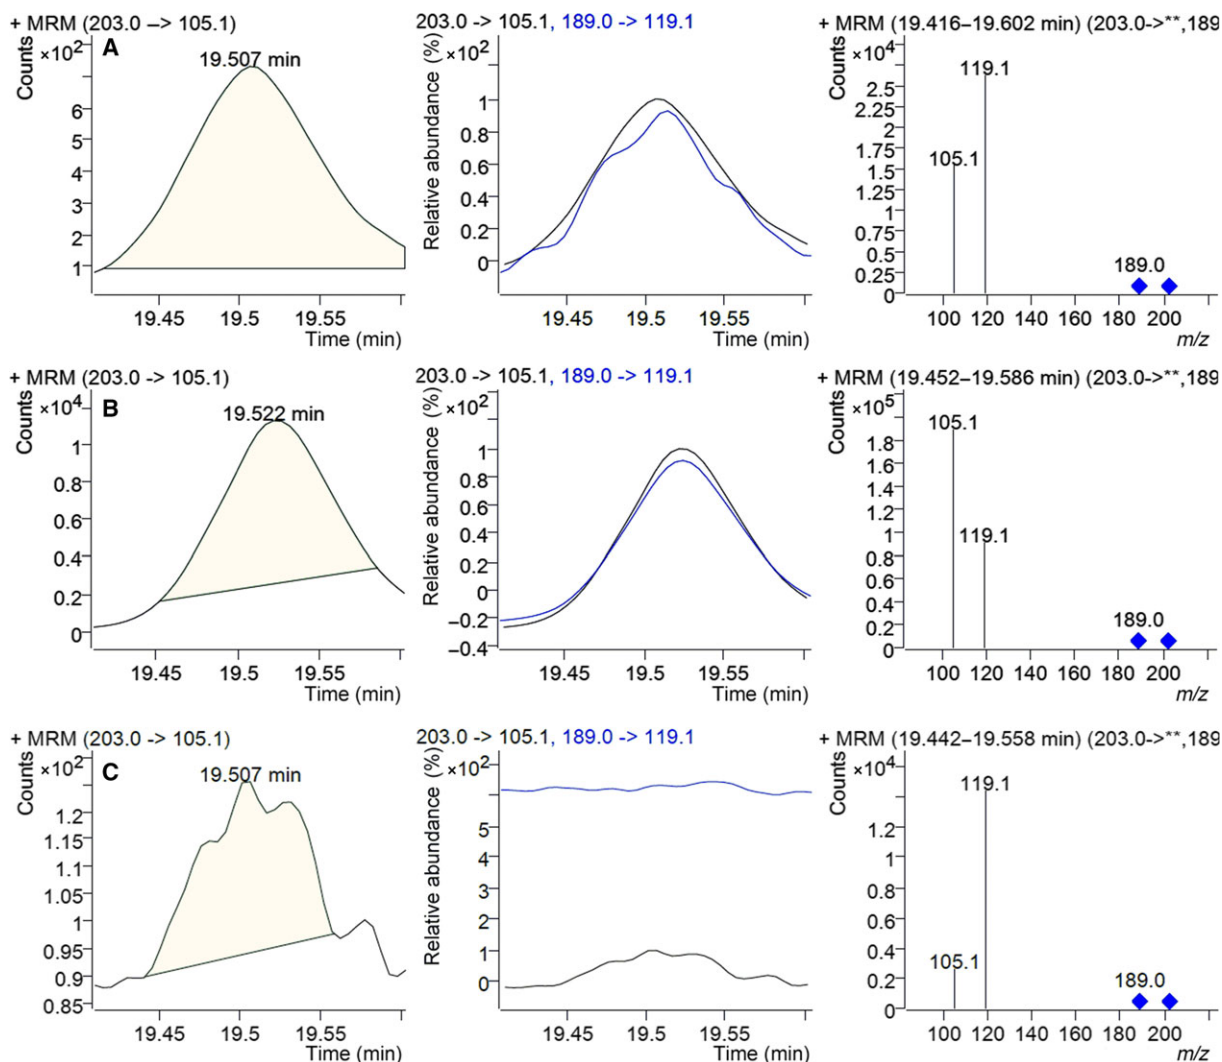 + MRM (203.0 –> 105.1)
A
×10²
Counts
19.507 min
6
5
4
3
2
1
19.45
19.5
19.55
Time (min)
203.0 -> 105.1, 189.0 -> 119.1
×10²
Relative abundance (%)
1
0.8
0.6
0.4
0.2
0
19.45
19.5
19.55
Time (min)
+ MRM (19.416–19.602 min) (203.0->**,189
×10⁴
Counts
119.1
105.1
189.0
2.5
2.25
2
1.75
1.5
1.25
1
0.75
0.5
0.25
0
100 120 140 160 180 200
m/z
+ MRM (203.0 -> 105.1)
B
×10⁴
Counts
19.522 min
1
0.8
0.6
0.4
0.2
0
19.45
19.5
19.55
Time (min)
203.0 -> 105.1, 189.0 -> 119.1
×10²
Relative abundance (%)
1
0.8
0.6
0.4
0.2
0
–0.2
–0.4
19.45
19.5
19.55
Time (min)
+ MRM (19.452–19.586 min) (203.0->**,189
×10⁵
Counts
105.1
119.1
189.0
1.8
1.6
1.4
1.2
1
0.8
0.6
0.4
0.2
0
100 120 140 160 180 200
m/z
+ MRM (203.0 -> 105.1)
C
×10²
Counts
19.507 min
1.2
1.15
1.1
1.05
1
0.95
0.9
0.85
19.45
19.5
19.55
Time (min)
203.0 -> 105.1, 189.0 -> 119.1
×10²
Relative abundance (%)
5
4
3
2
1
0
19.45
19.5
19.55
Time (min)
+ MRM (19.442–19.558 min) (203.0->**,189
×10⁴
Counts
119.1
105.1
189.0
1.2
1
0.8
0.6
0.4
0.2
0
100 120 140 160 180 200
m/z